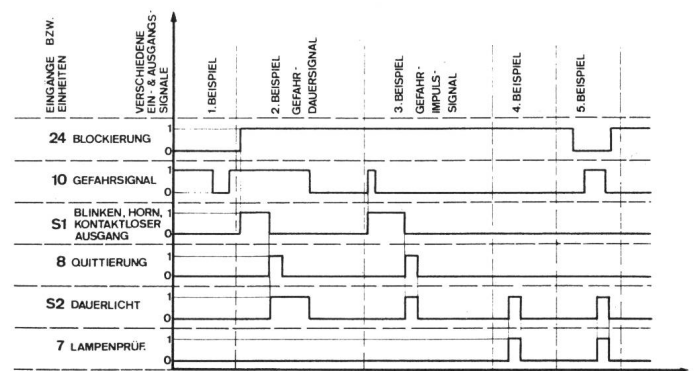 EINGÄNGE BZW.
EINHEITEN
VERSCHIEDENE
EIN- & AUSGANGS-
SIGNALE
1. BEISPIEL
2. BEISPIEL
GEFAHR-
DAUERSIGNAL
3. BEISPIEL
GEFAHR-
IMPULS-
SIGNAL
4. BEISPIEL
5. BEISPIEL
24 BLOCKIERUNG
1
0
10 GEFAHRSIGNAL
1
0
S1 BLINKEN, HORN,
KONTAKTLOSER
AUSGANG
1
0
8 QUITTIERUNG
1
0
S2 DAUERLICHT
1
0
7 LAMPENPRÜF.
1
0